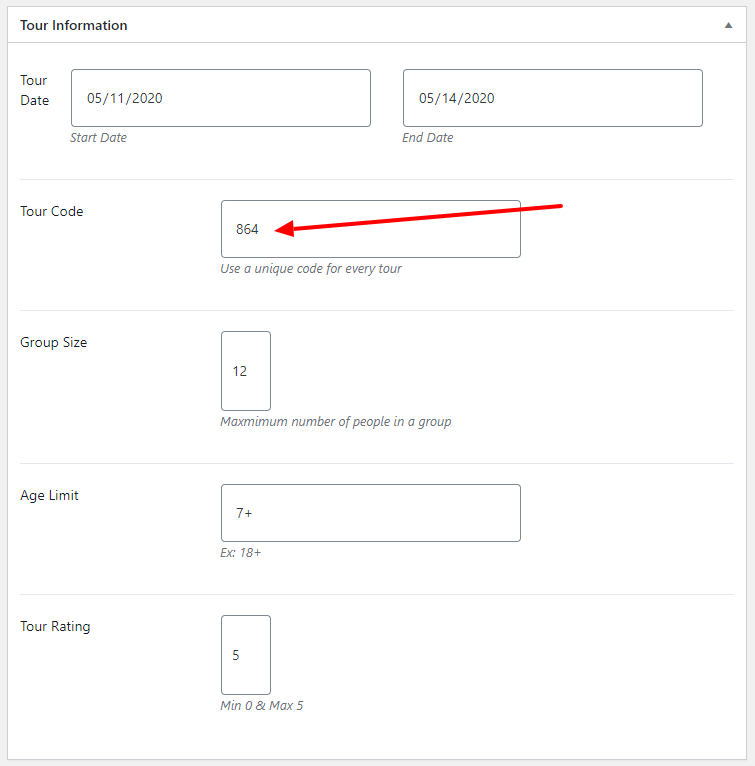 Tour Information
Tour
Date
05/11/2020
05/14/2020
Start Date
End Date
Tour Code
864
Use a unique code for every tour
Group Size
12
Maxmimum number of people in a group
Age Limit
7+
Ex: 18+
Tour Rating
5
Min 0 & Max 5